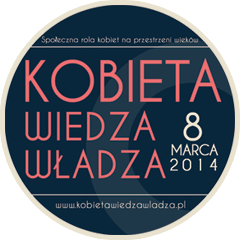 Społeczna rola kobiet na przestrzeni wieków
KOBIETA
WIEDZA 8
WŁADZA MARCA
2014
www.kobietawiedzawladza.pl